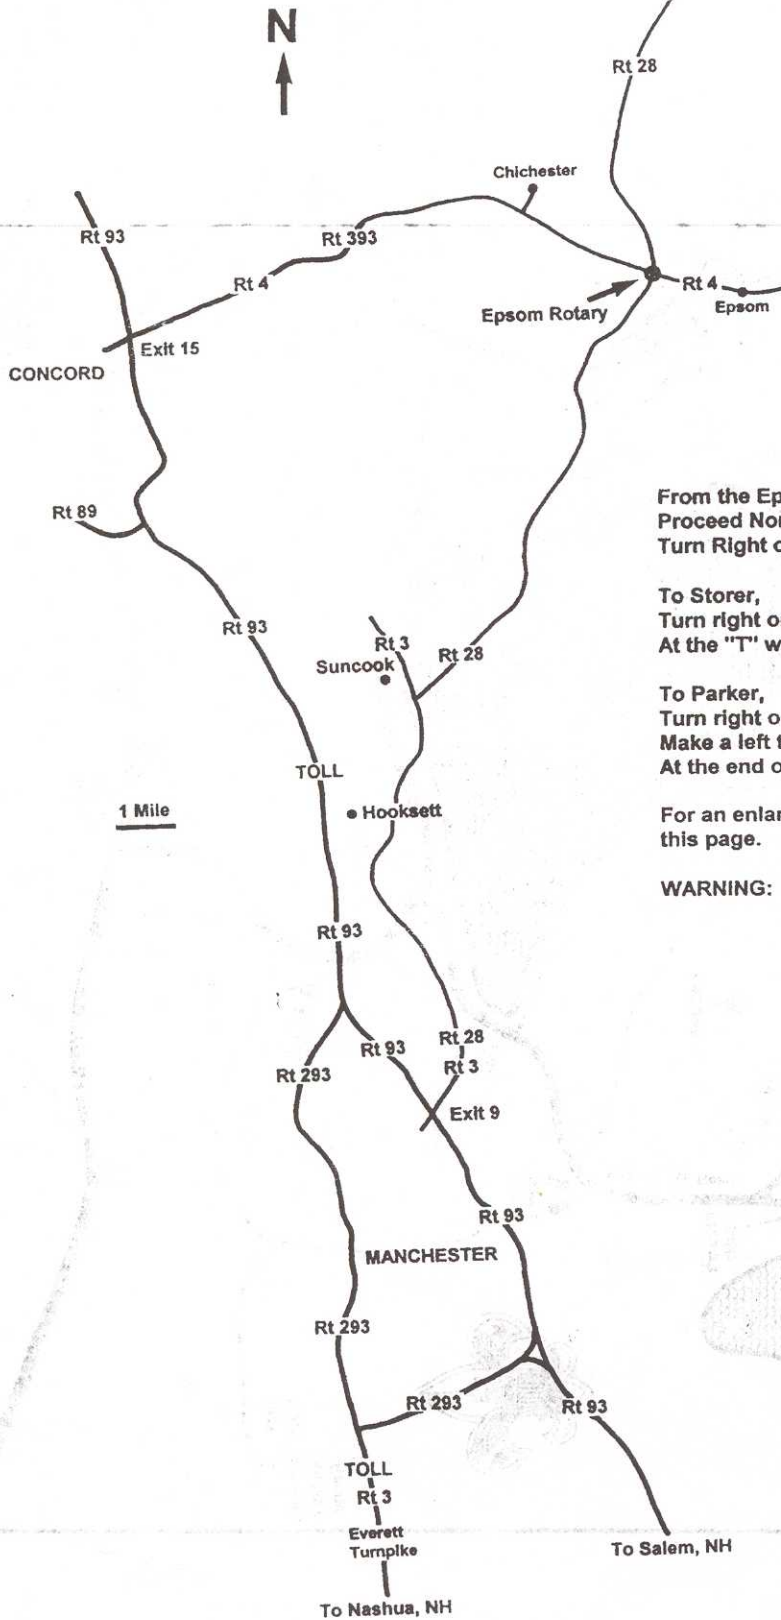 N
Rt 28
Chichester
Rt 93
Rt 393
Rt 4
Rt 4
Epsom Rotary
Epsom
Exit 15
CONCORD
From the Ep
Proceed Nor
Turn Right o
Rt 89
To Storer,
Turn right o
At the "T" w
Rt 93
Rt 3
Rt 28
Suncook
To Parker,
Turn right o
Make a left t
At the end o
TOLL
1 Mile
Hooksett
For an enlar
this page.
WARNING:
Rt 93
Rt 28
Rt 93
Rt 3
Rt 293
Exit 9
Rt 93
MANCHESTER
Rt 293
Rt 293
Rt 93
TOLL
Rt 3
Everett
Turnpike
To Salem, NH
To Nashua, NH